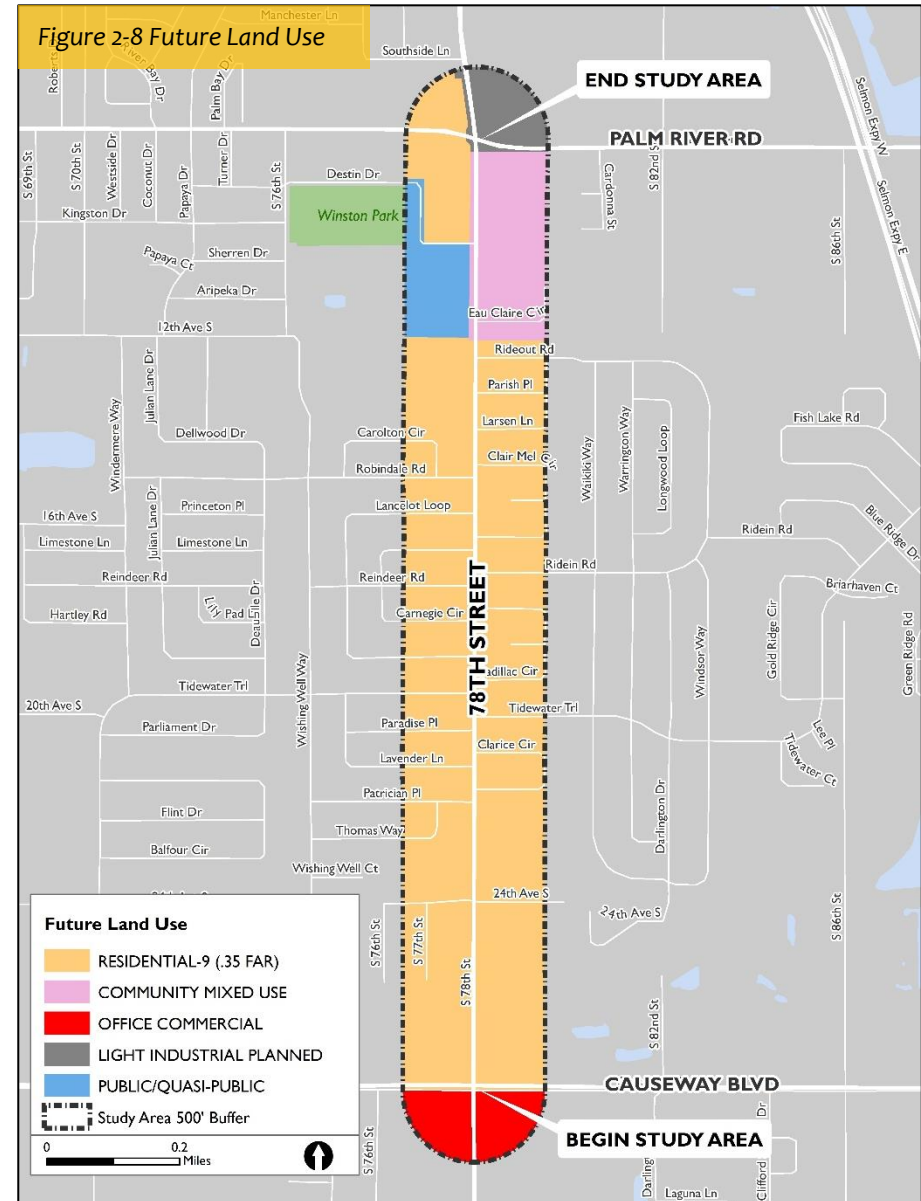 Figure 2-8 Future Land Use
Manchester Ln
Southside Ln
River Bay Dr
Palm Bay Dr
END STUDY AREA
PALM RIVER RD
Selmon Expy W
Selmon Expy E
S 69th St
S 70th St
Westside Dr
Coconut Dr
Papaya Dr
Turner Dr
S 76th St
Destin Dr
S 82nd St
Cardonna St
S 86th St
Kingston Dr
Winston Park
Papaya Ct
Sherren Dr
Aripeka Dr
12th Ave S
Eau Claire Cir
Rideout Rd
Parish Pl
Larsen Ln
Clair Mel Cir
Windermere Way
Julian Lane Dr
Dellwood Dr
Carolton Cir
Robindale Rd
Waikiki Way
Warrington Way
Longwood Loop
Fish Lake Rd
16th Ave S
Princeton Pl
Lancelot Loop
Limestone Ln
Julian Lane Dr
Limestone Ln
Ridein Rd
Blue Ridge Dr
Reindeer Rd
Reindeer Rd
Ridein Rd
Briarhaven Ct
Hartley Rd
Lily Pad Ln
Deauville Dr
Carnegie Cir
78TH STREET
Gold Ridge Cir
Green Ridge Rd
Windsor Way
adillac Cir
Tidewater Trl
Wishing Well Way
20th Ave S
Parliament Dr
Paradise Pl
Tidewater Trl
Clarice Cir
Lavender Ln
Lee Pl
Tidewater Ct
Patrician Pl
Flint Dr
Thomas Way
Darlington Dr
Balfour Cir
Wishing Well Ct
24th Ave S
24th Ave S
S 76th St
S 77th St
S 78th St
S 86th St
S 82nd St
Future Land Use
RESIDENTIAL-9 (.35 FAR)
COMMUNITY MIXED USE
OFFICE COMMERCIAL
LIGHT INDUSTRIAL PLANNED
PUBLIC/QUASI-PUBLIC
Study Area 500' Buffer
0 0.2
Miles
CAUSEWAY BLVD
BEGIN STUDY AREA
S 76th St
Clifford Dr
Laguna Ln